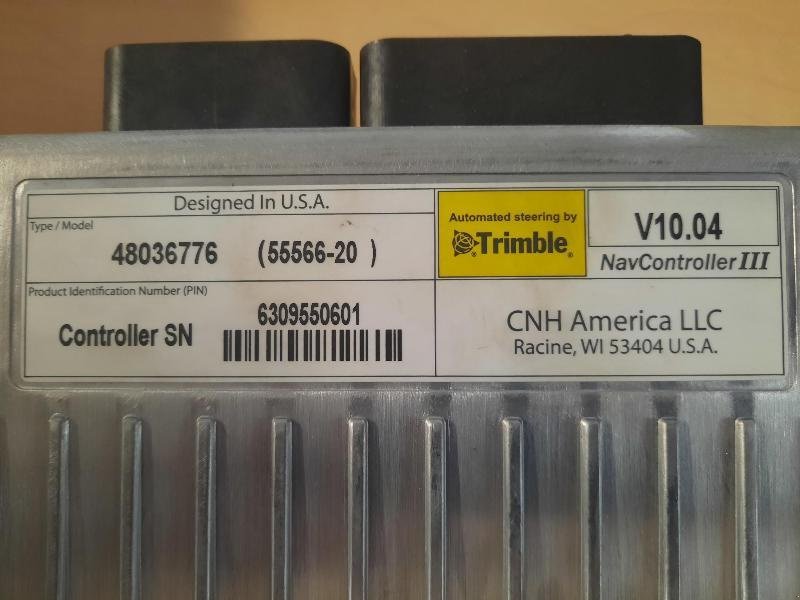 Designed In U.S.A.
Type / Model
48036776 (55566-20 )
Product Identification Number (PIN)
Controller SN
6309550601
Automated steering by
Trimble®
V10.04
NavController III
CNH America LLC
Racine, WI 53404 U.S.A.